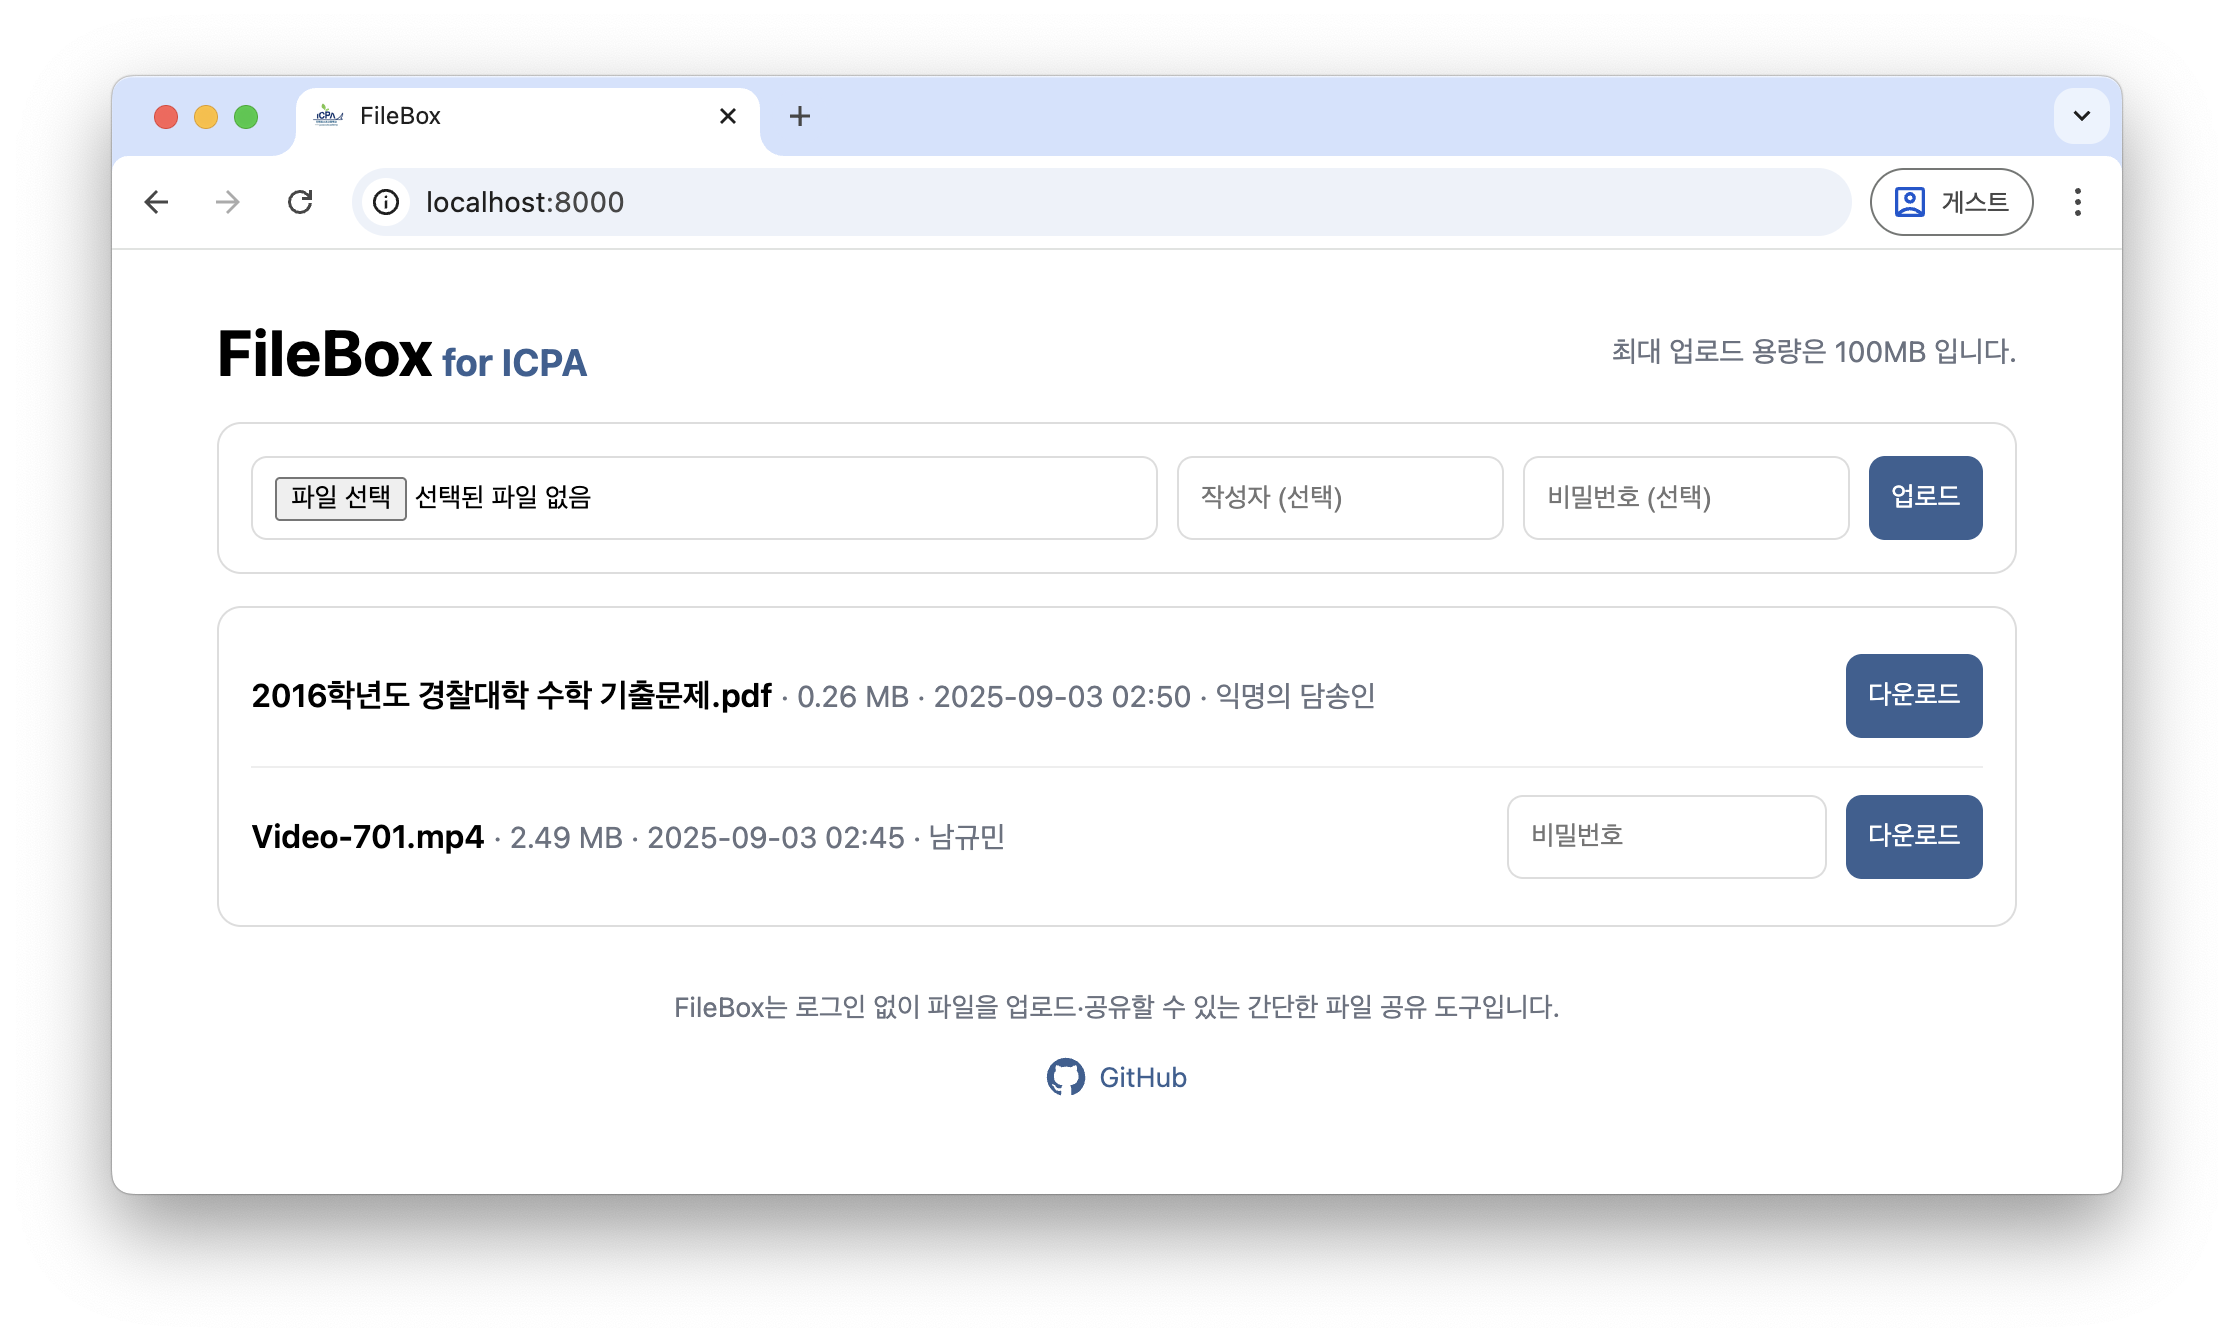 FileBox
localhost:8000
게스트
FileBox for ICPA
최대 업로드 용량은 100MB 입니다.
파일 선택 선택된 파일 없음
작성자 (선택)
비밀번호 (선택)
업로드
2016학년도 경찰대학 수학 기출문제.pdf · 0.26 MB · 2025-09-03 02:50 · 익명의 담송인
다운로드
Video-701.mp4 · 2.49 MB · 2025-09-03 02:45 · 남규민
비밀번호
다운로드
FileBox는 로그인 없이 파일을 업로드·공유할 수 있는 간단한 파일 공유 도구입니다.
GitHub